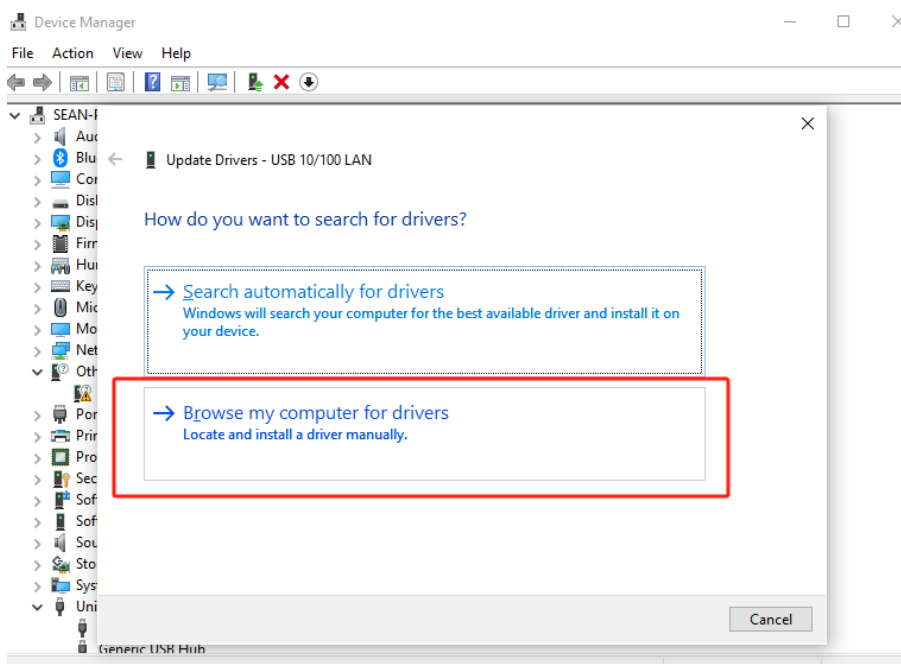 Device Manager
File Action View Help
SEAN-
Update Drivers - USB 10/100 LAN
How do you want to search for drivers?
Search automatically for drivers
Windows will search your computer for the best available driver and install it on
your device.
Browse my computer for drivers
Locate and install a driver manually.
Cancel
Generic USB Hub